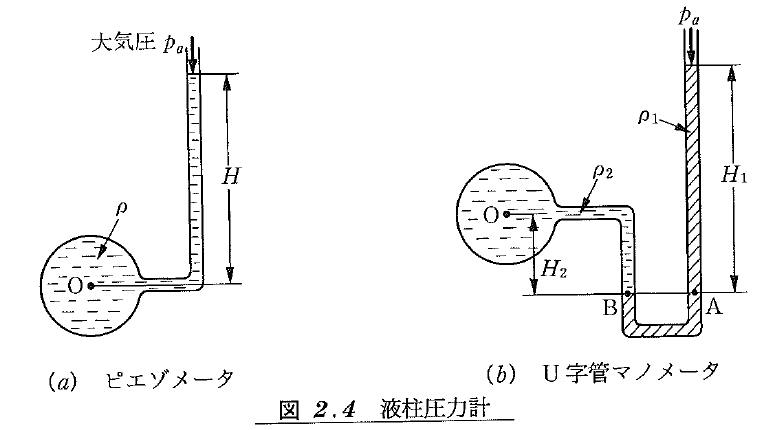 大気圧 pₐ
H
ρ
O
(a) ピエゾメータ
pₐ
ρ₁
H₁
ρ₂
O
H₂
B
A
(b) U字管マノメータ
図 2.4 液柱圧力計